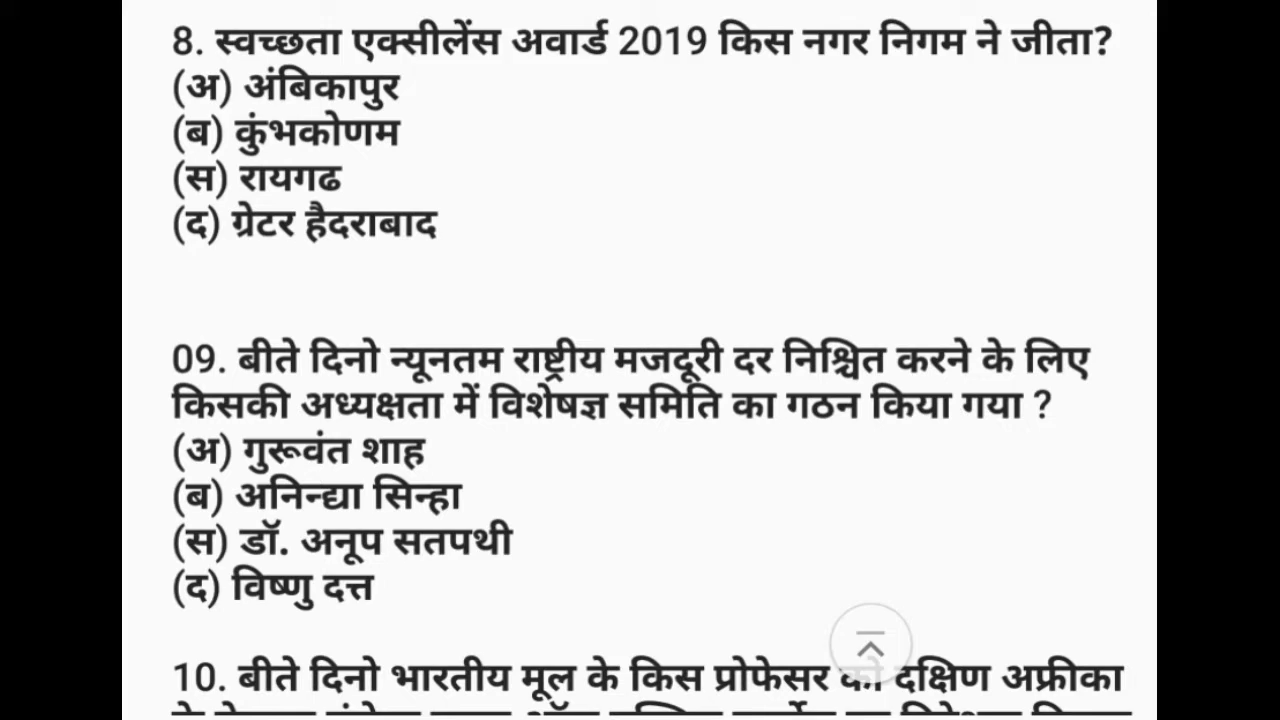 8. स्वच्छता एक्सीलेंस अवार्ड 2019 किस नगर निगम ने जीता?
(अ) अंबिकापुर
(ब) कुंभकोणम
(स) रायगढ
(द) ग्रेटर हैदराबाद
09. बीते दिनो न्यूनतम राष्ट्रीय मजदूरी दर निश्चित करने के लिए
किसकी अध्यक्षता में विशेषज्ञ समिति का गठन किया गया ?
(अ) गुरूवंत शाह
(ब) अनिन्द्या सिन्हा
(स) डॉ. अनूप सतपथी
(द) विष्णु दत्त
10. बीते दिनो भारतीय मूल के किस प्रोफेसर को दक्षिण अफ्रीका